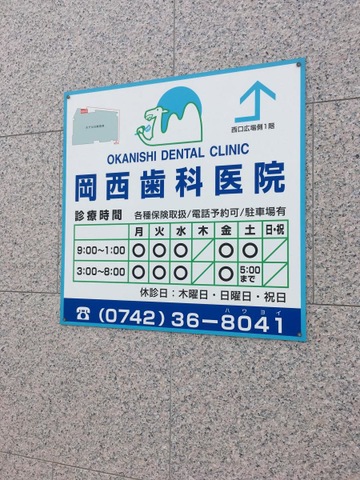 西口広場側1階
OKANISHI DENTAL CLINIC
岡西歯科医院
診療時間 各種保険取扱/電話予約可/駐車場有
月 火 水 木 金 土 日・祝
9:00~1:00 ○ ○ ○ / ○ ○ /
3:00~8:00 ○ ○ ○ / ○ 5:00まで /
休診日:木曜日・日曜日・祝日
ハ ワ ヨ イ
☎ (0742) 36-8041